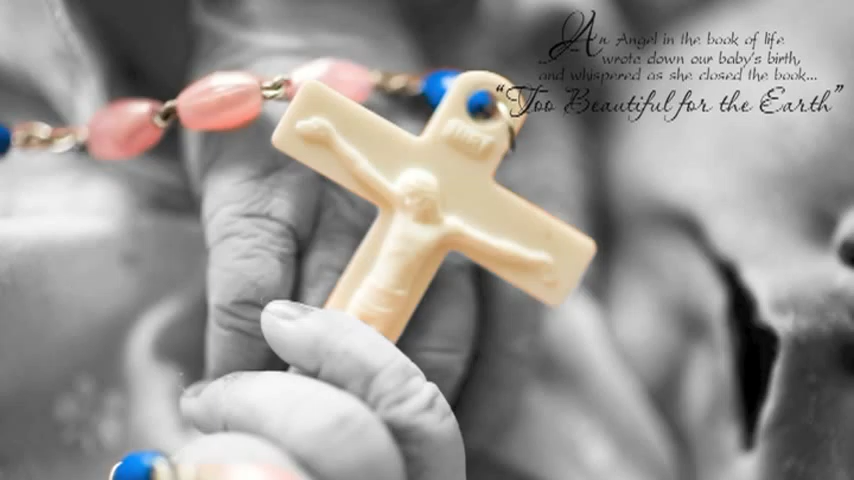 An Angel in the book of life
wrote down our baby's birth,
and whispered as she closed the book...
"Too Beautiful for the Earth"